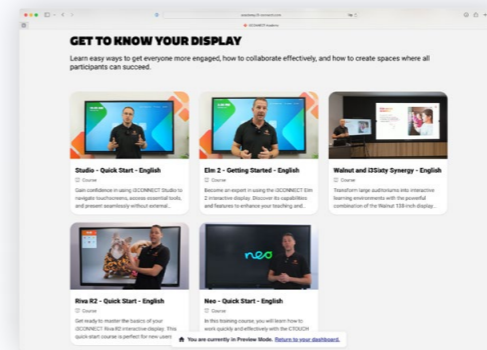 GET TO KNOW YOUR DISPLAY
Learn easy ways to get everyone more engaged, how to collaborate effectively, and how to create spaces where all
participants can succeed.
Studio - Quick Start - English
Course
Gain confidence in using i3CONNECT Studio to
navigate touchscreens, access essential tools,
and present seamlessly without external...
Elm 2 - Getting Started - English
Course
Become an expert in using the i3CONNECT Elm
2 interactive display. Discover its capabilities
and features to enhance your teaching and...
Walnut and i3Sixty Synergy - English
Course
Transform large auditoriums into interactive
learning environments with the powerful
combination of the Walnut 138-inch display...
neo
Riva R2 - Quick Start - English
Course
Get ready to master the basics of your
i3CONNECT Riva R2 interactive display. This
quick-start course is perfect for new users
Neo - Quick Start - English
Course
In this training course, you will learn how to
work quickly and effectively with the CTOUCH
You are currently in Preview Mode. Return to your dashboard.